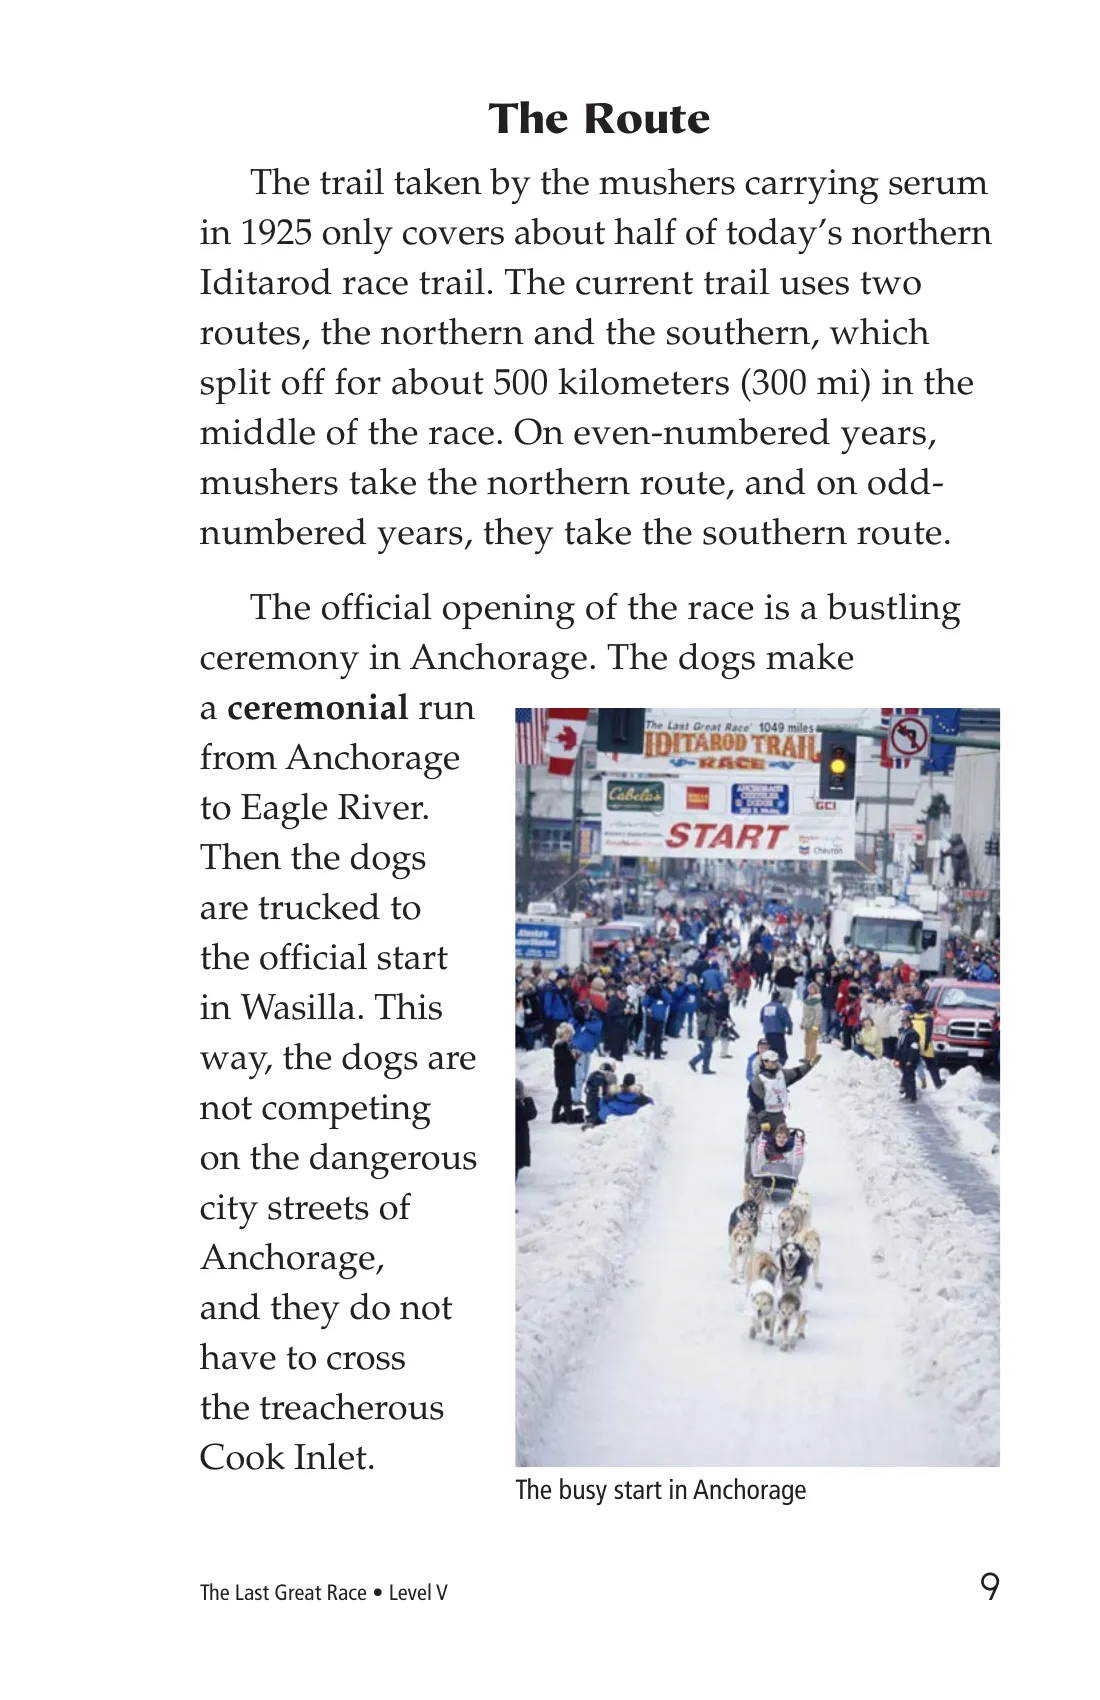 The Route
The trail taken by the mushers carrying serum
in 1925 only covers about half of today’s northern
Iditarod race trail. The current trail uses two
routes, the northern and the southern, which
split off for about 500 kilometers (300 mi) in the
middle of the race. On even-numbered years,
mushers take the northern route, and on odd-
numbered years, they take the southern route.
The official opening of the race is a bustling
ceremony in Anchorage. The dogs make
a ceremonial run
from Anchorage
to Eagle River.
Then the dogs
are trucked to
the official start
in Wasilla. This
way, the dogs are
not competing
on the dangerous
city streets of
Anchorage,
and they do not
have to cross
the treacherous
Cook Inlet.
The Last Great Race 1049 miles
IDITAROD TRAIL
RACE
Cabela's
ANCHORAGE
CHRYSLER
DODGE
GCI
START
Chevron
The busy start in Anchorage
The Last Great Race • Level V
9